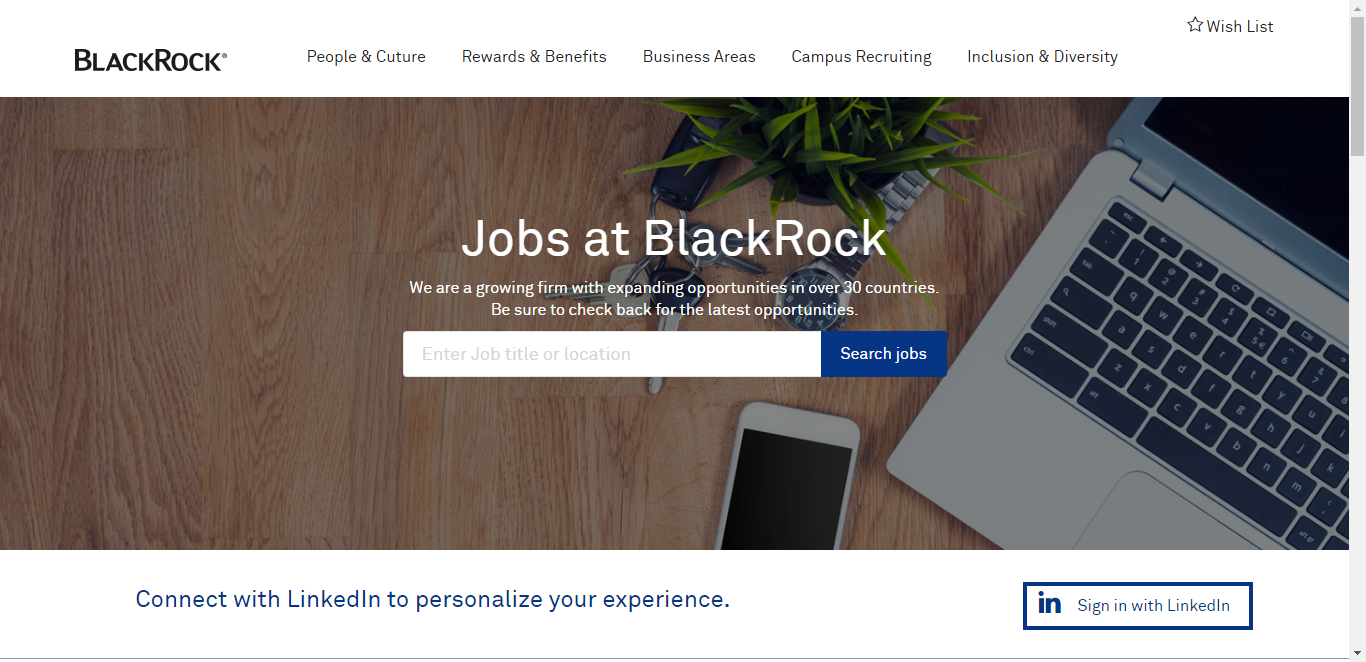 Wish List
BLACKROCK®
People & Cuture
Rewards & Benefits
Business Areas
Campus Recruiting
Inclusion & Diversity
Jobs at BlackRock
We are a growing firm with expanding opportunities in over 30 countries.
Be sure to check back for the latest opportunities.
Enter Job title or location
Search jobs
Connect with LinkedIn to personalize your experience.
in Sign in with LinkedIn